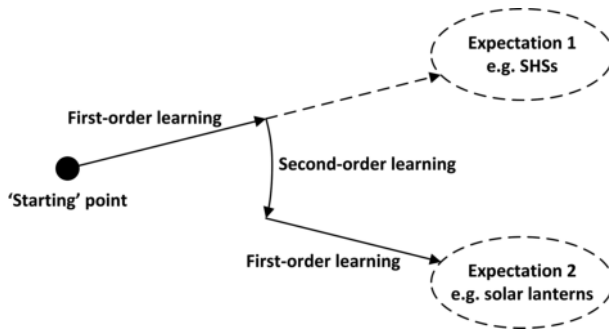 Expectation 1
e.g. SHSs
First-order learning
Second-order learning
‘Starting’ point
First-order learning
Expectation 2
e.g. solar lanterns